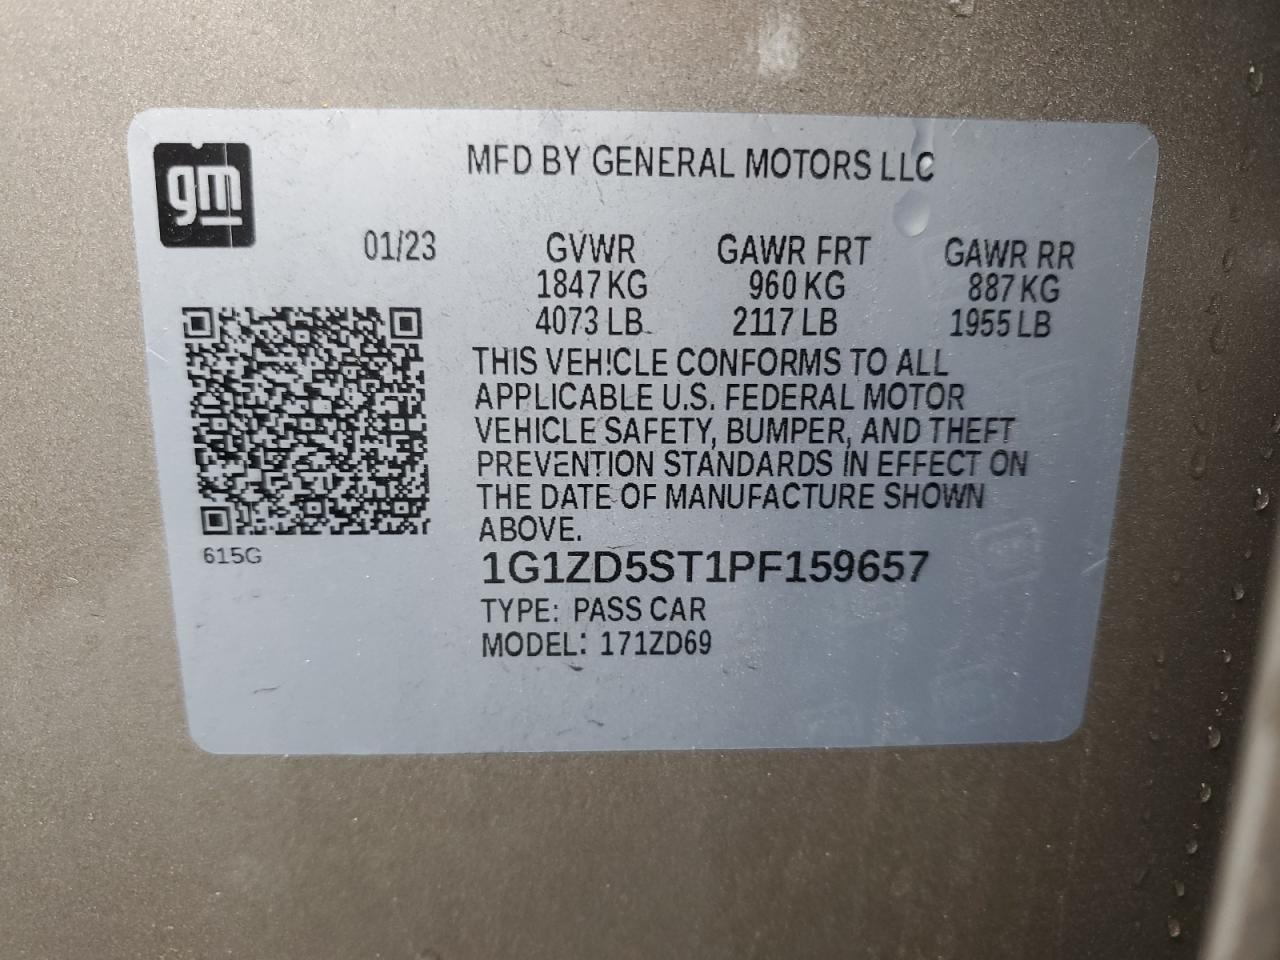 gm
MFD BY GENERAL MOTORS LLC
01/23 GVWR GAWR FRT GAWR RR
1847 KG 960 KG 887 KG
4073 LB 2117 LB 1955 LB
THIS VEHICLE CONFORMS TO ALL
APPLICABLE U.S. FEDERAL MOTOR
VEHICLE SAFETY, BUMPER, AND THEFT
PREVENTION STANDARDS IN EFFECT ON
THE DATE OF MANUFACTURE SHOWN
ABOVE.
615G
1G1ZD5ST1PF159657
TYPE: PASS CAR
MODEL: 171ZD69